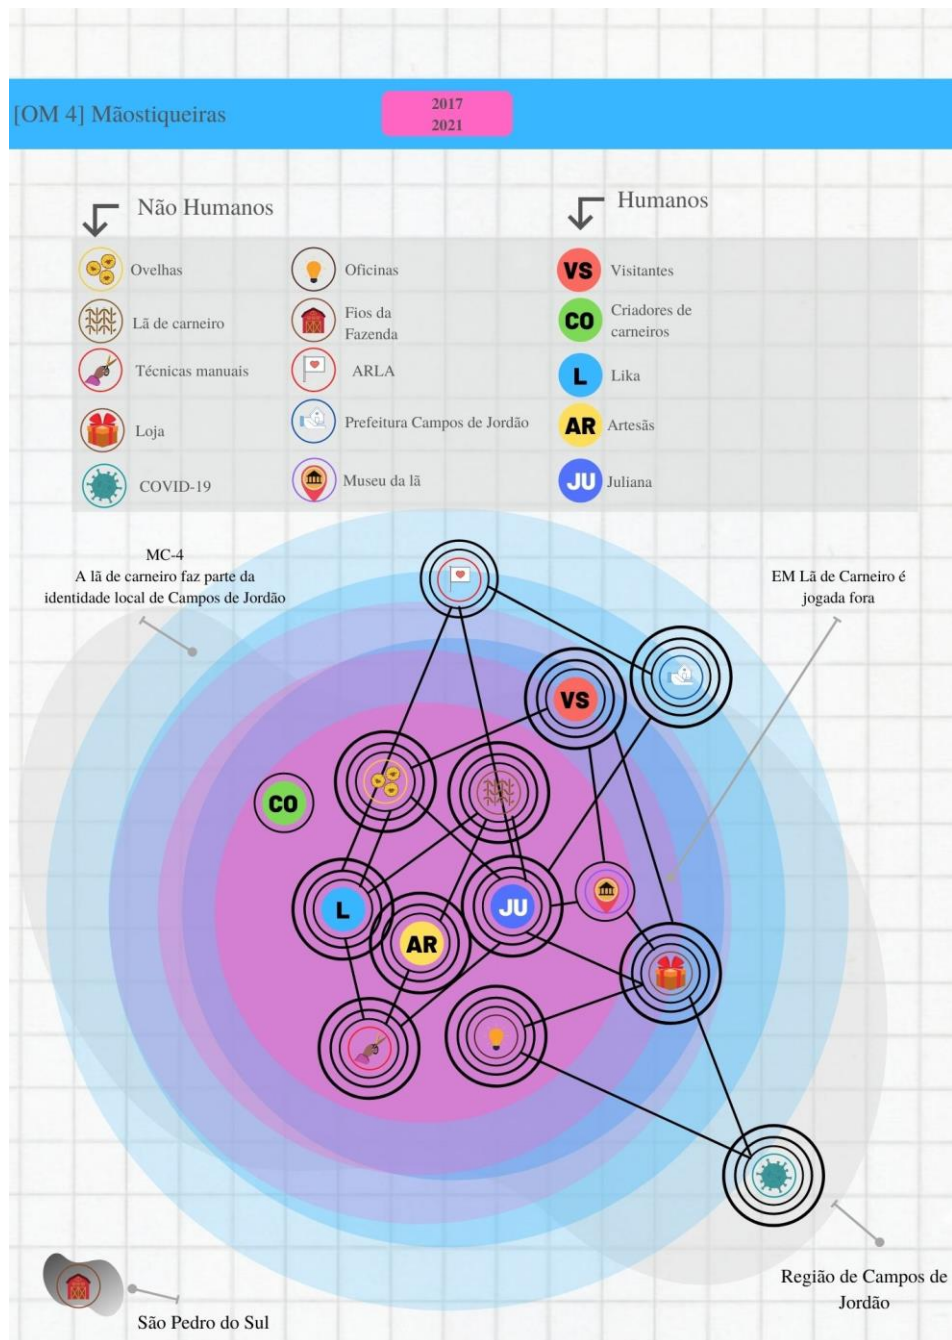 [OM 4] Mãostiqueiras
2017
2021
Não Humanos
Humanos
Ovelhas
Lã de carneiro
Técnicas manuais
Loja
COVID-19
Oficinas
Fios da
Fazenda
ARLA
Prefeitura Campos de Jordão
Museu da lã
VS Visitantes
CO Criadores de
carneiros
L Lika
AR Artesãs
JU Juliana
MC-4
A lã de carneiro faz parte da
identidade local de Campos de Jordão
EM Lã de Carneiro é
jogada fora
VS
CO
L
AR
JU
Região de Campos de
Jordão
São Pedro do Sul